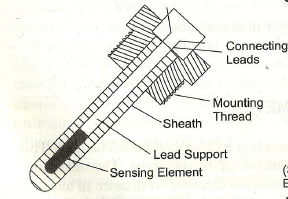 Connecting
Leads
Mounting
Thread
Sheath
Lead Support
Sensing Element